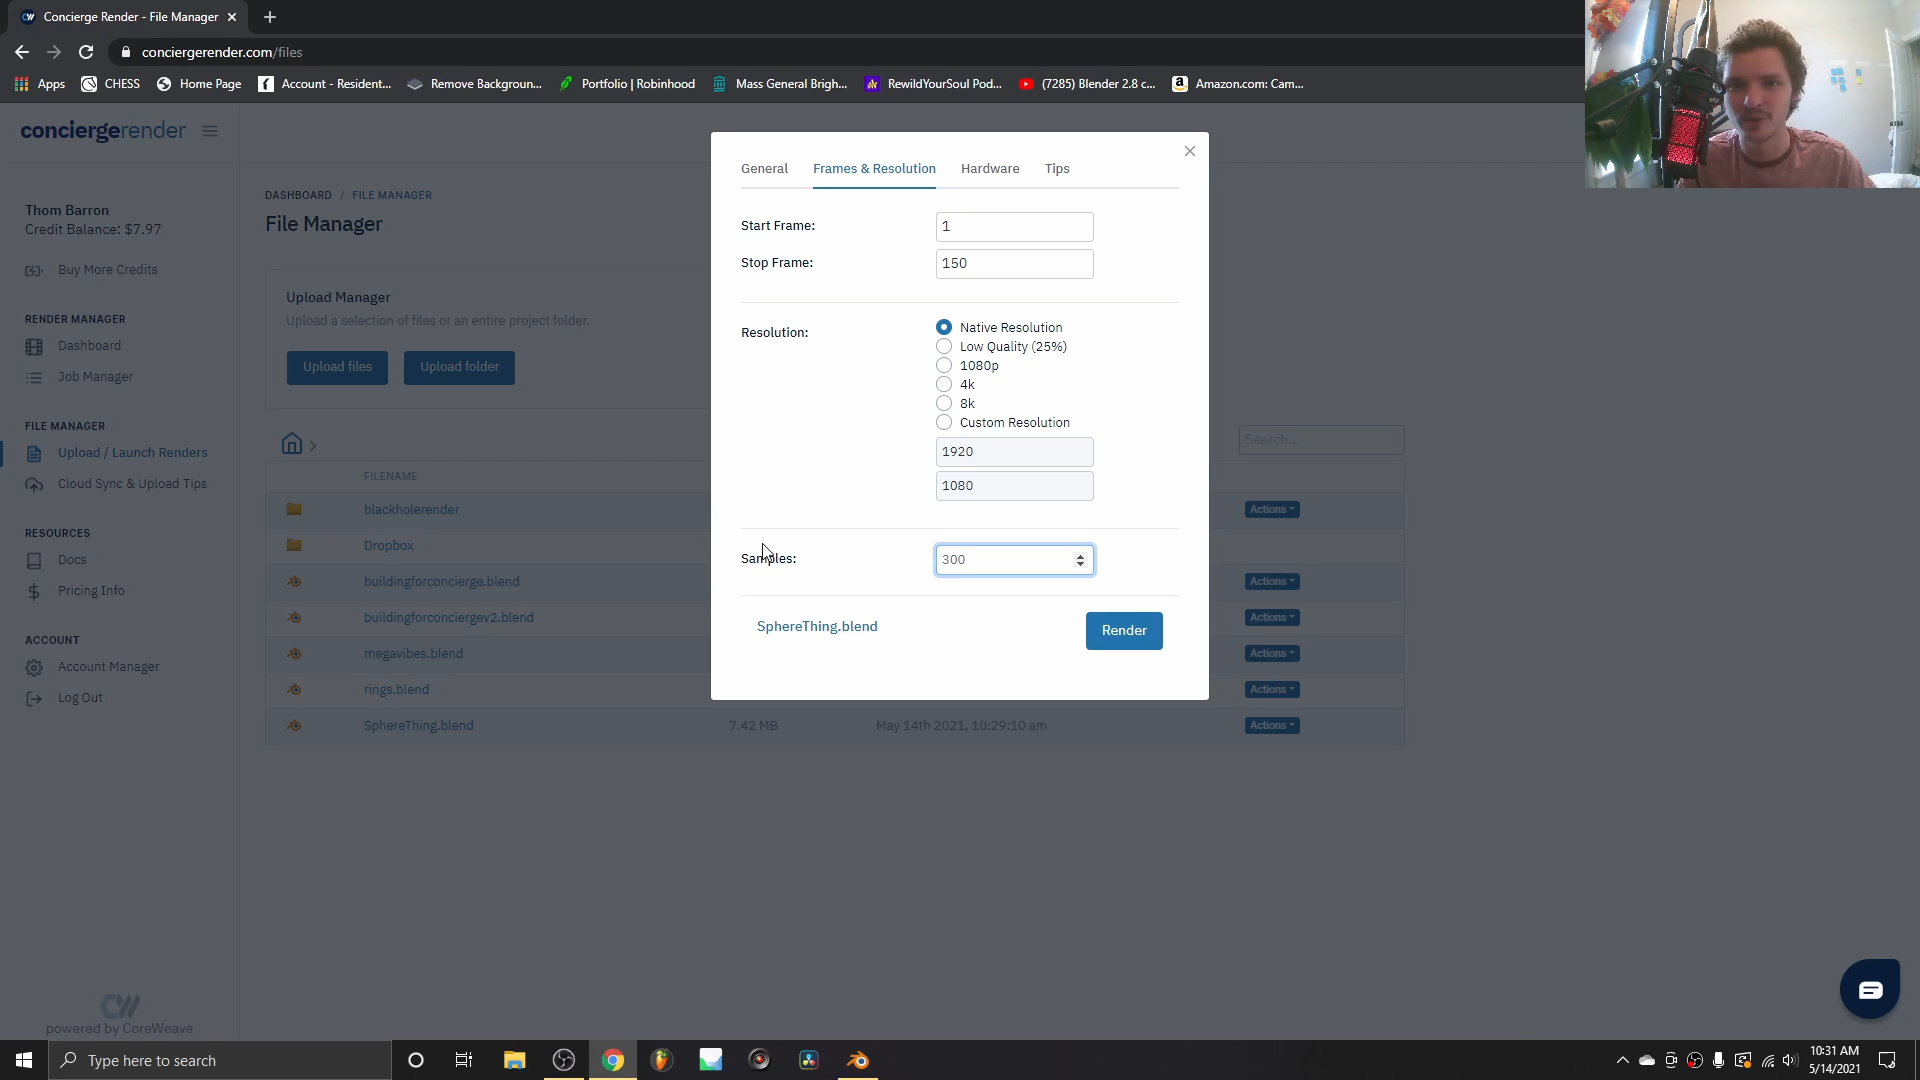 Concierge Render - File Manager
conciergerender.com/files
Apps
CHESS
Home Page
Account - Resident...
Remove Backgroun...
Portfolio | Robinhood
Mass General Brigh...
RewildYourSoul Pod...
(7285) Blender 2.8 c...
Amazon.com: Cam...
conciergerender
Thom Barron
Credit Balance: $7.97
Buy More Credits
RENDER MANAGER
Dashboard
Job Manager
FILE MANAGER
Upload / Launch Renders
Cloud Sync & Upload Tips
RESOURCES
Docs
Pricing Info
ACCOUNT
Account Manager
Log Out
powered by CoreWeave
DASHBOARD / FILE MANAGER
File Manager
Upload Manager
Upload a selection of files or an entire project folder.
Upload files
Upload folder
Search...
FILENAME
blackholerender
Actions
Dropbox
buildingforconcierge.blend
Actions
buildingforconciergev2.blend
Actions
megavibes.blend
Actions
rings.blend
Actions
SphereThing.blend
7.42 MB
May 14th 2021, 10:29:10 am
Actions
General
Frames & Resolution
Hardware
Tips
Start Frame:
1
Stop Frame:
150
Resolution:
Native Resolution
Low Quality (25%)
1080p
4k
8k
Custom Resolution
1920
1080
Samples:
300
SphereThing.blend
Render
Type here to search
10:31 AM
5/14/2021